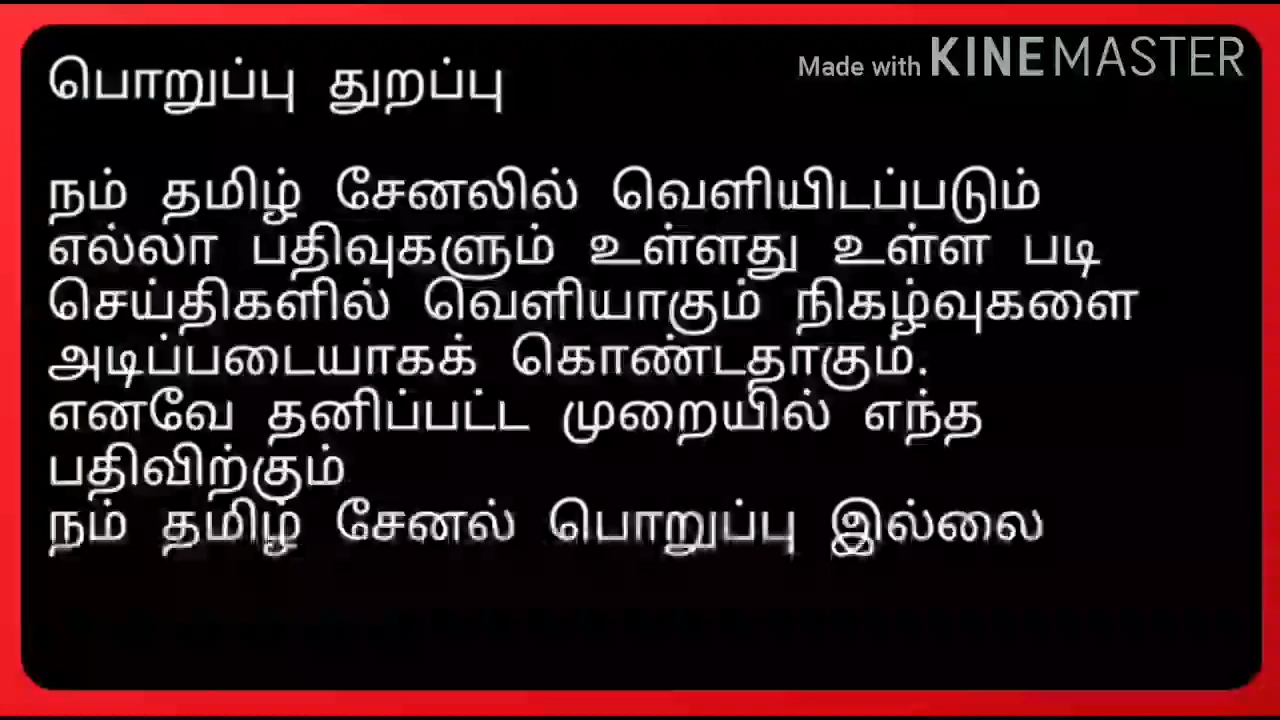 பொறுப்பு துறப்பு
Made with KINEMASTER
நம் தமிழ் சேனலில் வெளியிடப்படும்
எல்லா பதிவுகளும் உள்ளது உள்ள படி
செய்திகளில் வெளியாகும் நிகழ்வுகளை
அடிப்படையாகக் கொண்டதாகும்.
எனவே தனிப்பட்ட முறையில் எந்த
பதிவிற்கும்
நம் தமிழ் சேனல் பொறுப்பு இல்லை